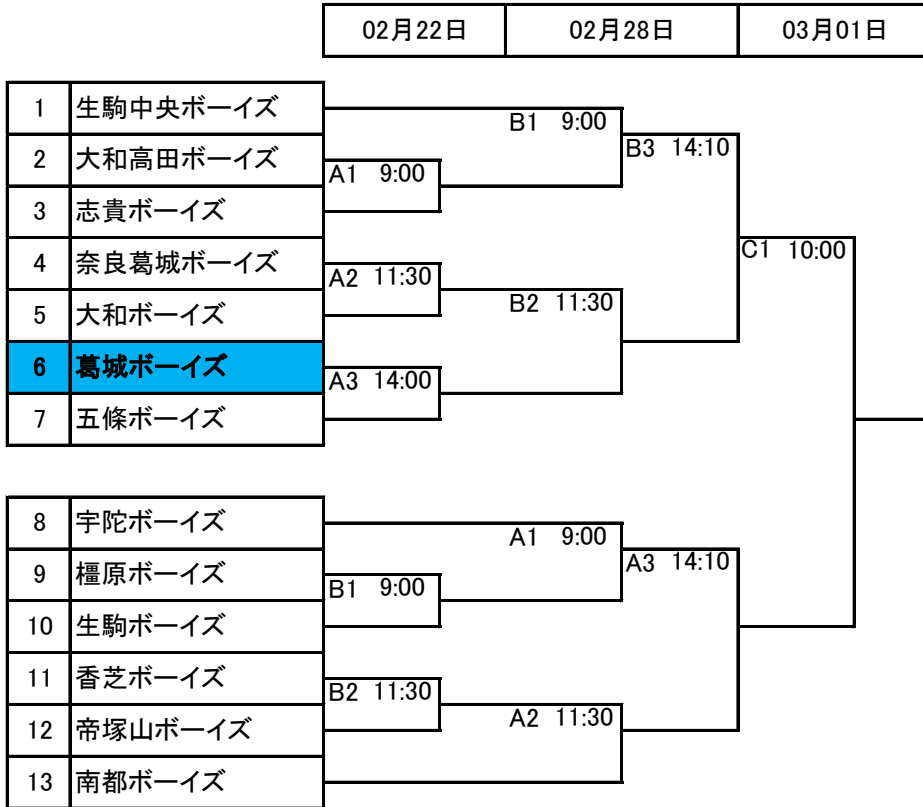 02月22日 02月28日 03月01日
1 生駒中央ボーイズ
B1 9:00
2 大和高田ボーイズ
B3 14:10
A1 9:00
3 志貴ボーイズ
4 奈良葛城ボーイズ
C1 10:00
A2 11:30
5 大和ボーイズ
B2 11:30
6 葛城ボーイズ
A3 14:00
7 五條ボーイズ
8 宇陀ボーイズ
A1 9:00
9 橿原ボーイズ
A3 14:10
B1 9:00
10 生駒ボーイズ
11 香芝ボーイズ
B2 11:30
12 帝塚山ボーイズ
A2 11:30
13 南都ボーイズ